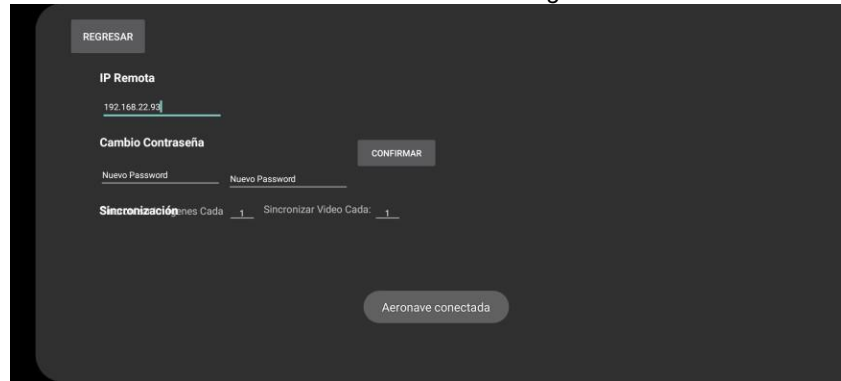 REGRESAR
IP Remota
192.168.22.93
Cambio Contraseña
CONFIRMAR
Nuevo Password Nuevo Password
Sincronización enes Cada 1 Sincronizar Video Cada: 1
Aeronave conectada